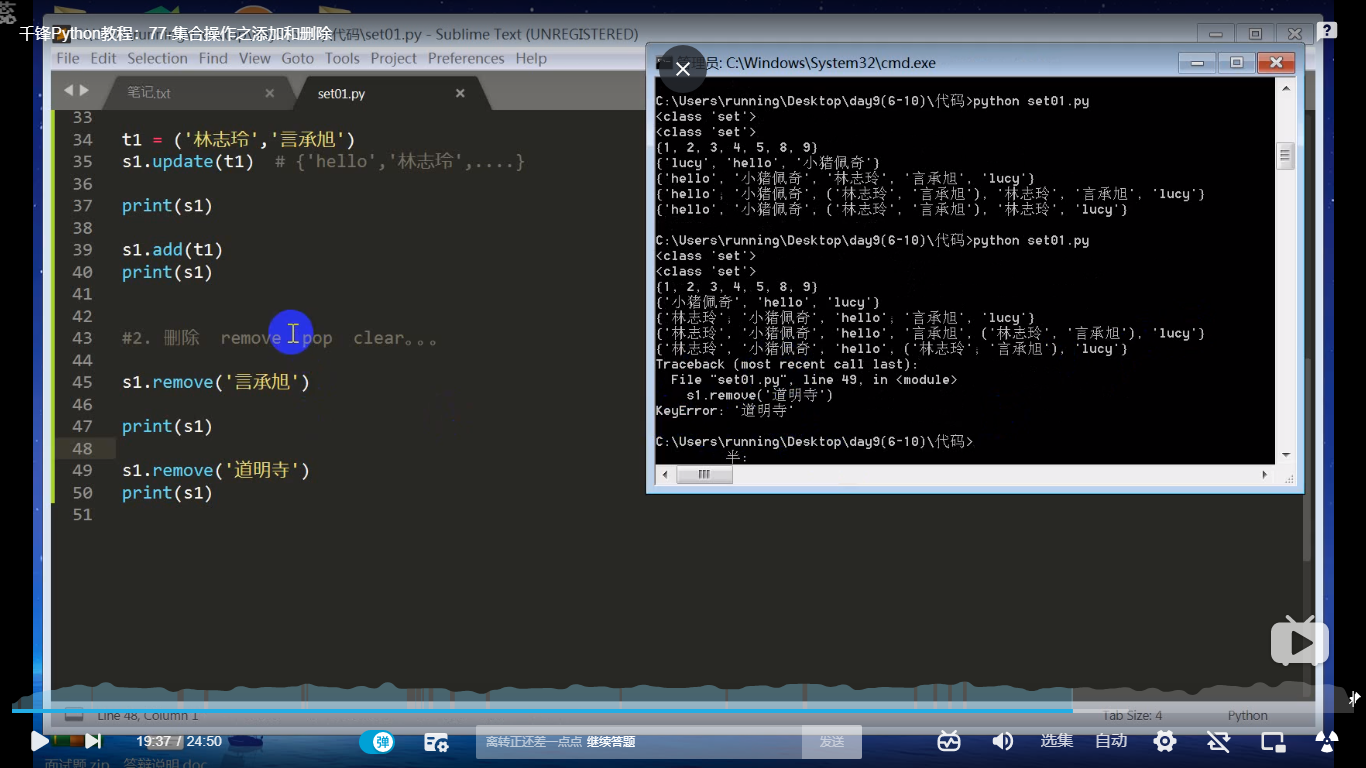 千锋Python教程：77-集合操作之添加和删除
代码\set01.py - Sublime Text (UNREGISTERED)
File Edit Selection Find View Goto Tools Project Preferences Help
笔记.txt
set01.py
33
34 t1 = ('林志玲','言承旭')
35 s1.update(t1) # {'hello','林志玲',....}
36
37 print(s1)
38
39 s1.add(t1)
40 print(s1)
41
42
43 #2. 删除 remove pop clear。。。
44
45 s1.remove('言承旭')
46
47 print(s1)
48
49 s1.remove('道明寺')
50 print(s1)
51
管理员: C:\Windows\System32\cmd.exe
C:\Users\running\Desktop\day9(6-10)\代码>python set01.py
<class 'set'>
<class 'set'>
{1, 2, 3, 4, 5, 8, 9}
{'lucy', 'hello', '小猪佩奇'}
{'hello', '小猪佩奇', '林志玲', '言承旭', 'lucy'}
{'hello', '小猪佩奇', ('林志玲', '言承旭'), '林志玲', '言承旭', 'lucy'}
{'hello', '小猪佩奇', ('林志玲', '言承旭'), '林志玲', 'lucy'}
C:\Users\running\Desktop\day9(6-10)\代码>python set01.py
<class 'set'>
<class 'set'>
{1, 2, 3, 4, 5, 8, 9}
{'小猪佩奇', 'hello', 'lucy'}
{'林志玲', '小猪佩奇', 'hello', '言承旭', 'lucy'}
{'林志玲', '小猪佩奇', 'hello', '言承旭', ('林志玲', '言承旭'), 'lucy'}
{'林志玲', '小猪佩奇', 'hello', ('林志玲', '言承旭'), 'lucy'}
Traceback (most recent call last):
File "set01.py", line 49, in <module>
s1.remove('道明寺')
KeyError: '道明寺'
C:\Users\running\Desktop\day9(6-10)\代码>
半:
Line 48, Column 1
Tab Size: 4
Python
19:37 / 24:50
弹
离转正还差一点点 继续答题
发送
选集
自动
面试题.zip 答辩说明.doc